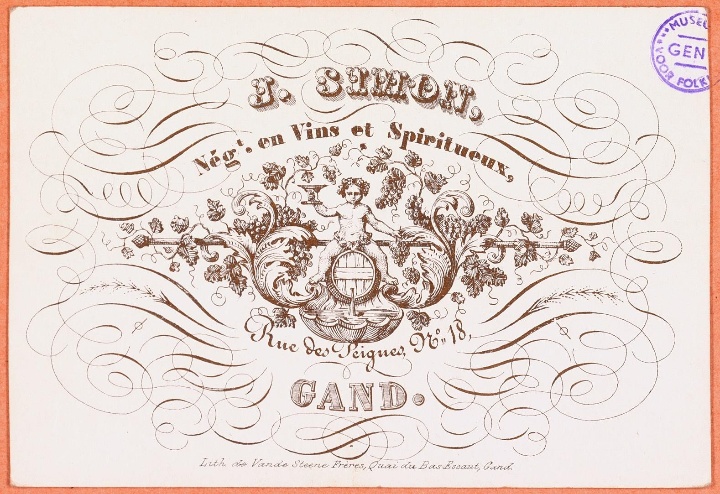 J. SIMON,
Négt. en Vins et Spiritueux,
Rue des Peignes, No. 18,
GAND.
Lith. de Vande Steene Frères, Quai du Bas Escaut, Gand.
MUSE
GEN
VOOR FOLK